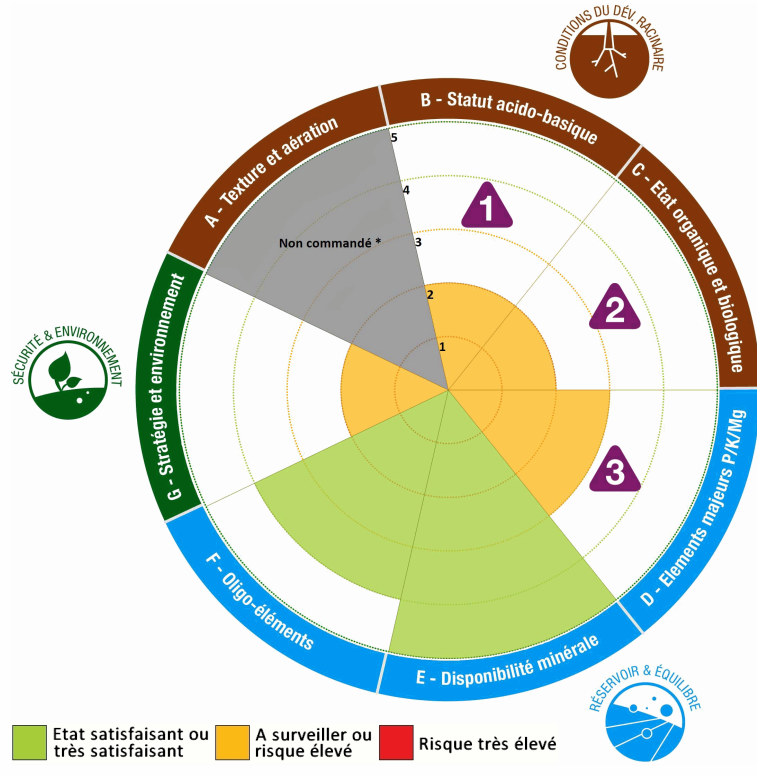 CONDITIONS DU DÉV. RACINAIRE
B - Statut acido-basique
A - Texture et aération
C - Etat organique et biologique
5
4
3
2
1
Non commandé *
1
2
3
SÉCURITÉ & ENVIRONNEMENT
G - Stratégie et environnement
D - Elements majeurs P/K/Mg
F - Oligo-éléments
E - Disponibilité minérale
RÉSERVOIR & ÉQUILIBRE
Etat satisfaisant ou
très satisfaisant
A surveiller ou
risque élevé
Risque très élevé